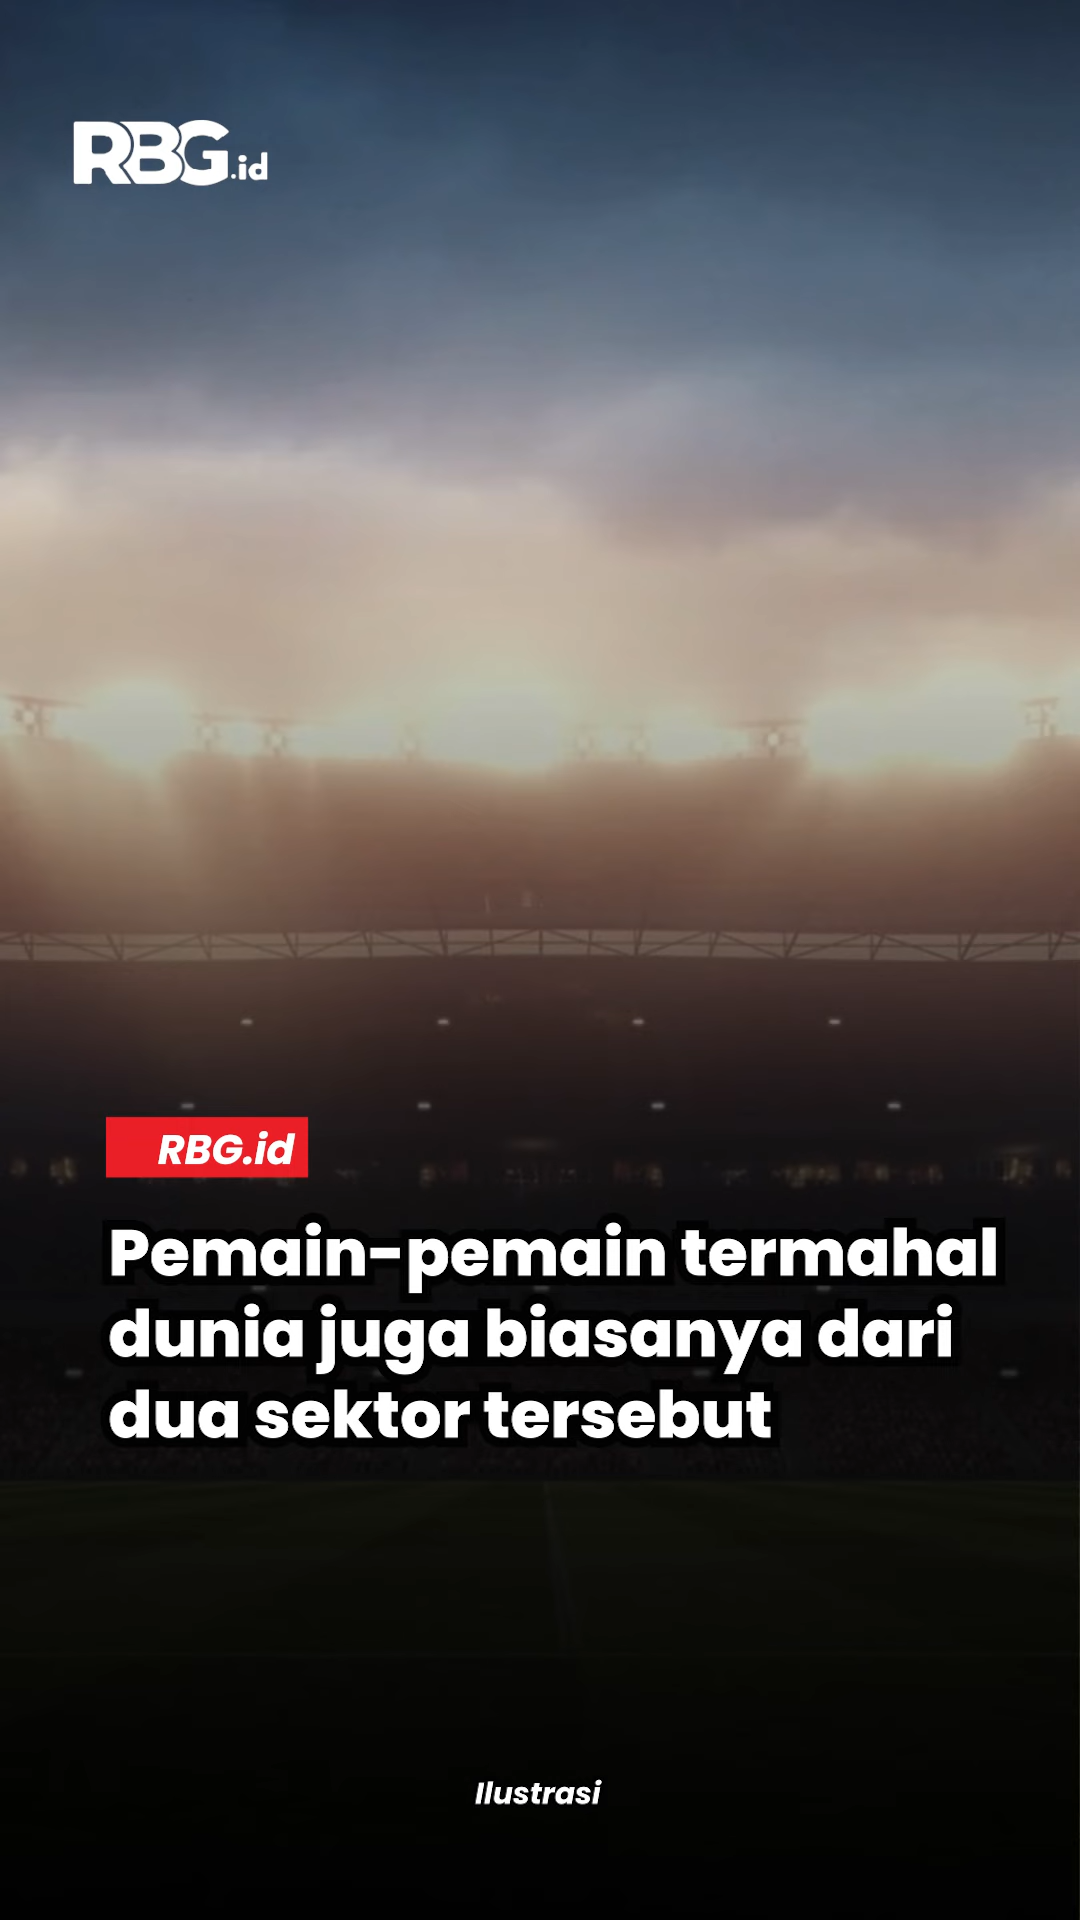 RBG.id
RBG.id
Pemain-pemain termahal
dunia juga biasanya dari
dua sektor tersebut
Ilustrasi